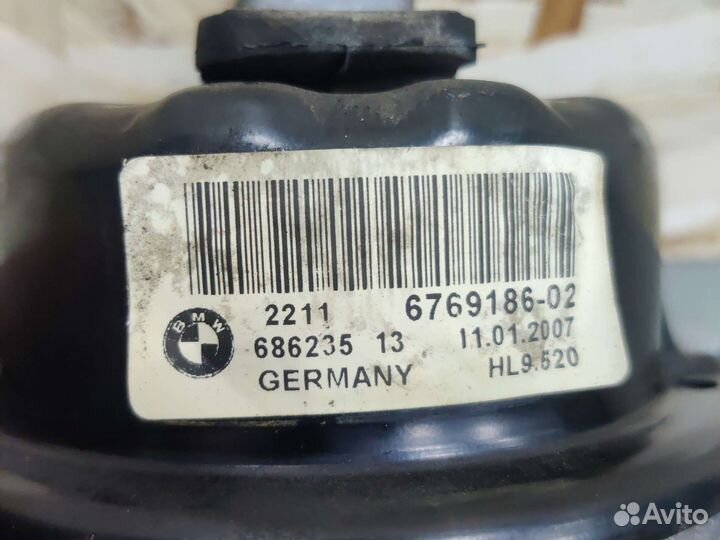 BMW
2211 6769186-02
686235 13 11.01.2007
GERMANY HL9.520
Avito